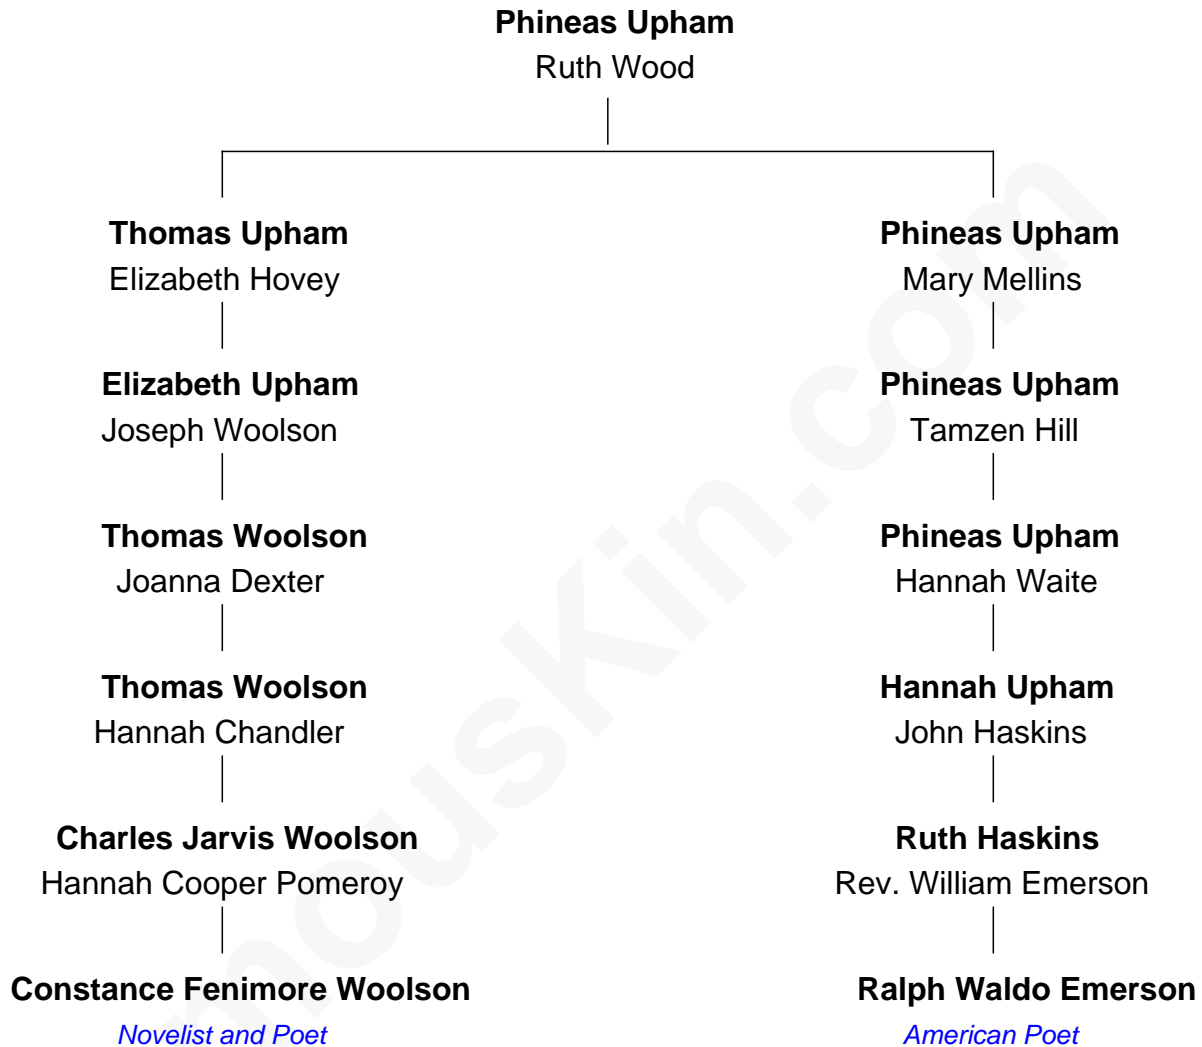 Phineas Upham
Ruth Wood
Thomas Upham
Elizabeth Hovey
Phineas Upham
Mary Mellins
Elizabeth Upham
Joseph Woolson
Phineas Upham
Tamzen Hill
Thomas Woolson
Joanna Dexter
Phineas Upham
Hannah Waite
Thomas Woolson
Hannah Chandler
Hannah Upham
John Haskins
Charles Jarvis Woolson
Hannah Cooper Pomeroy
Ruth Haskins
Rev. William Emerson
Constance Fenimore Woolson
Novelist and Poet
Ralph Waldo Emerson
American Poet
mouskin.com